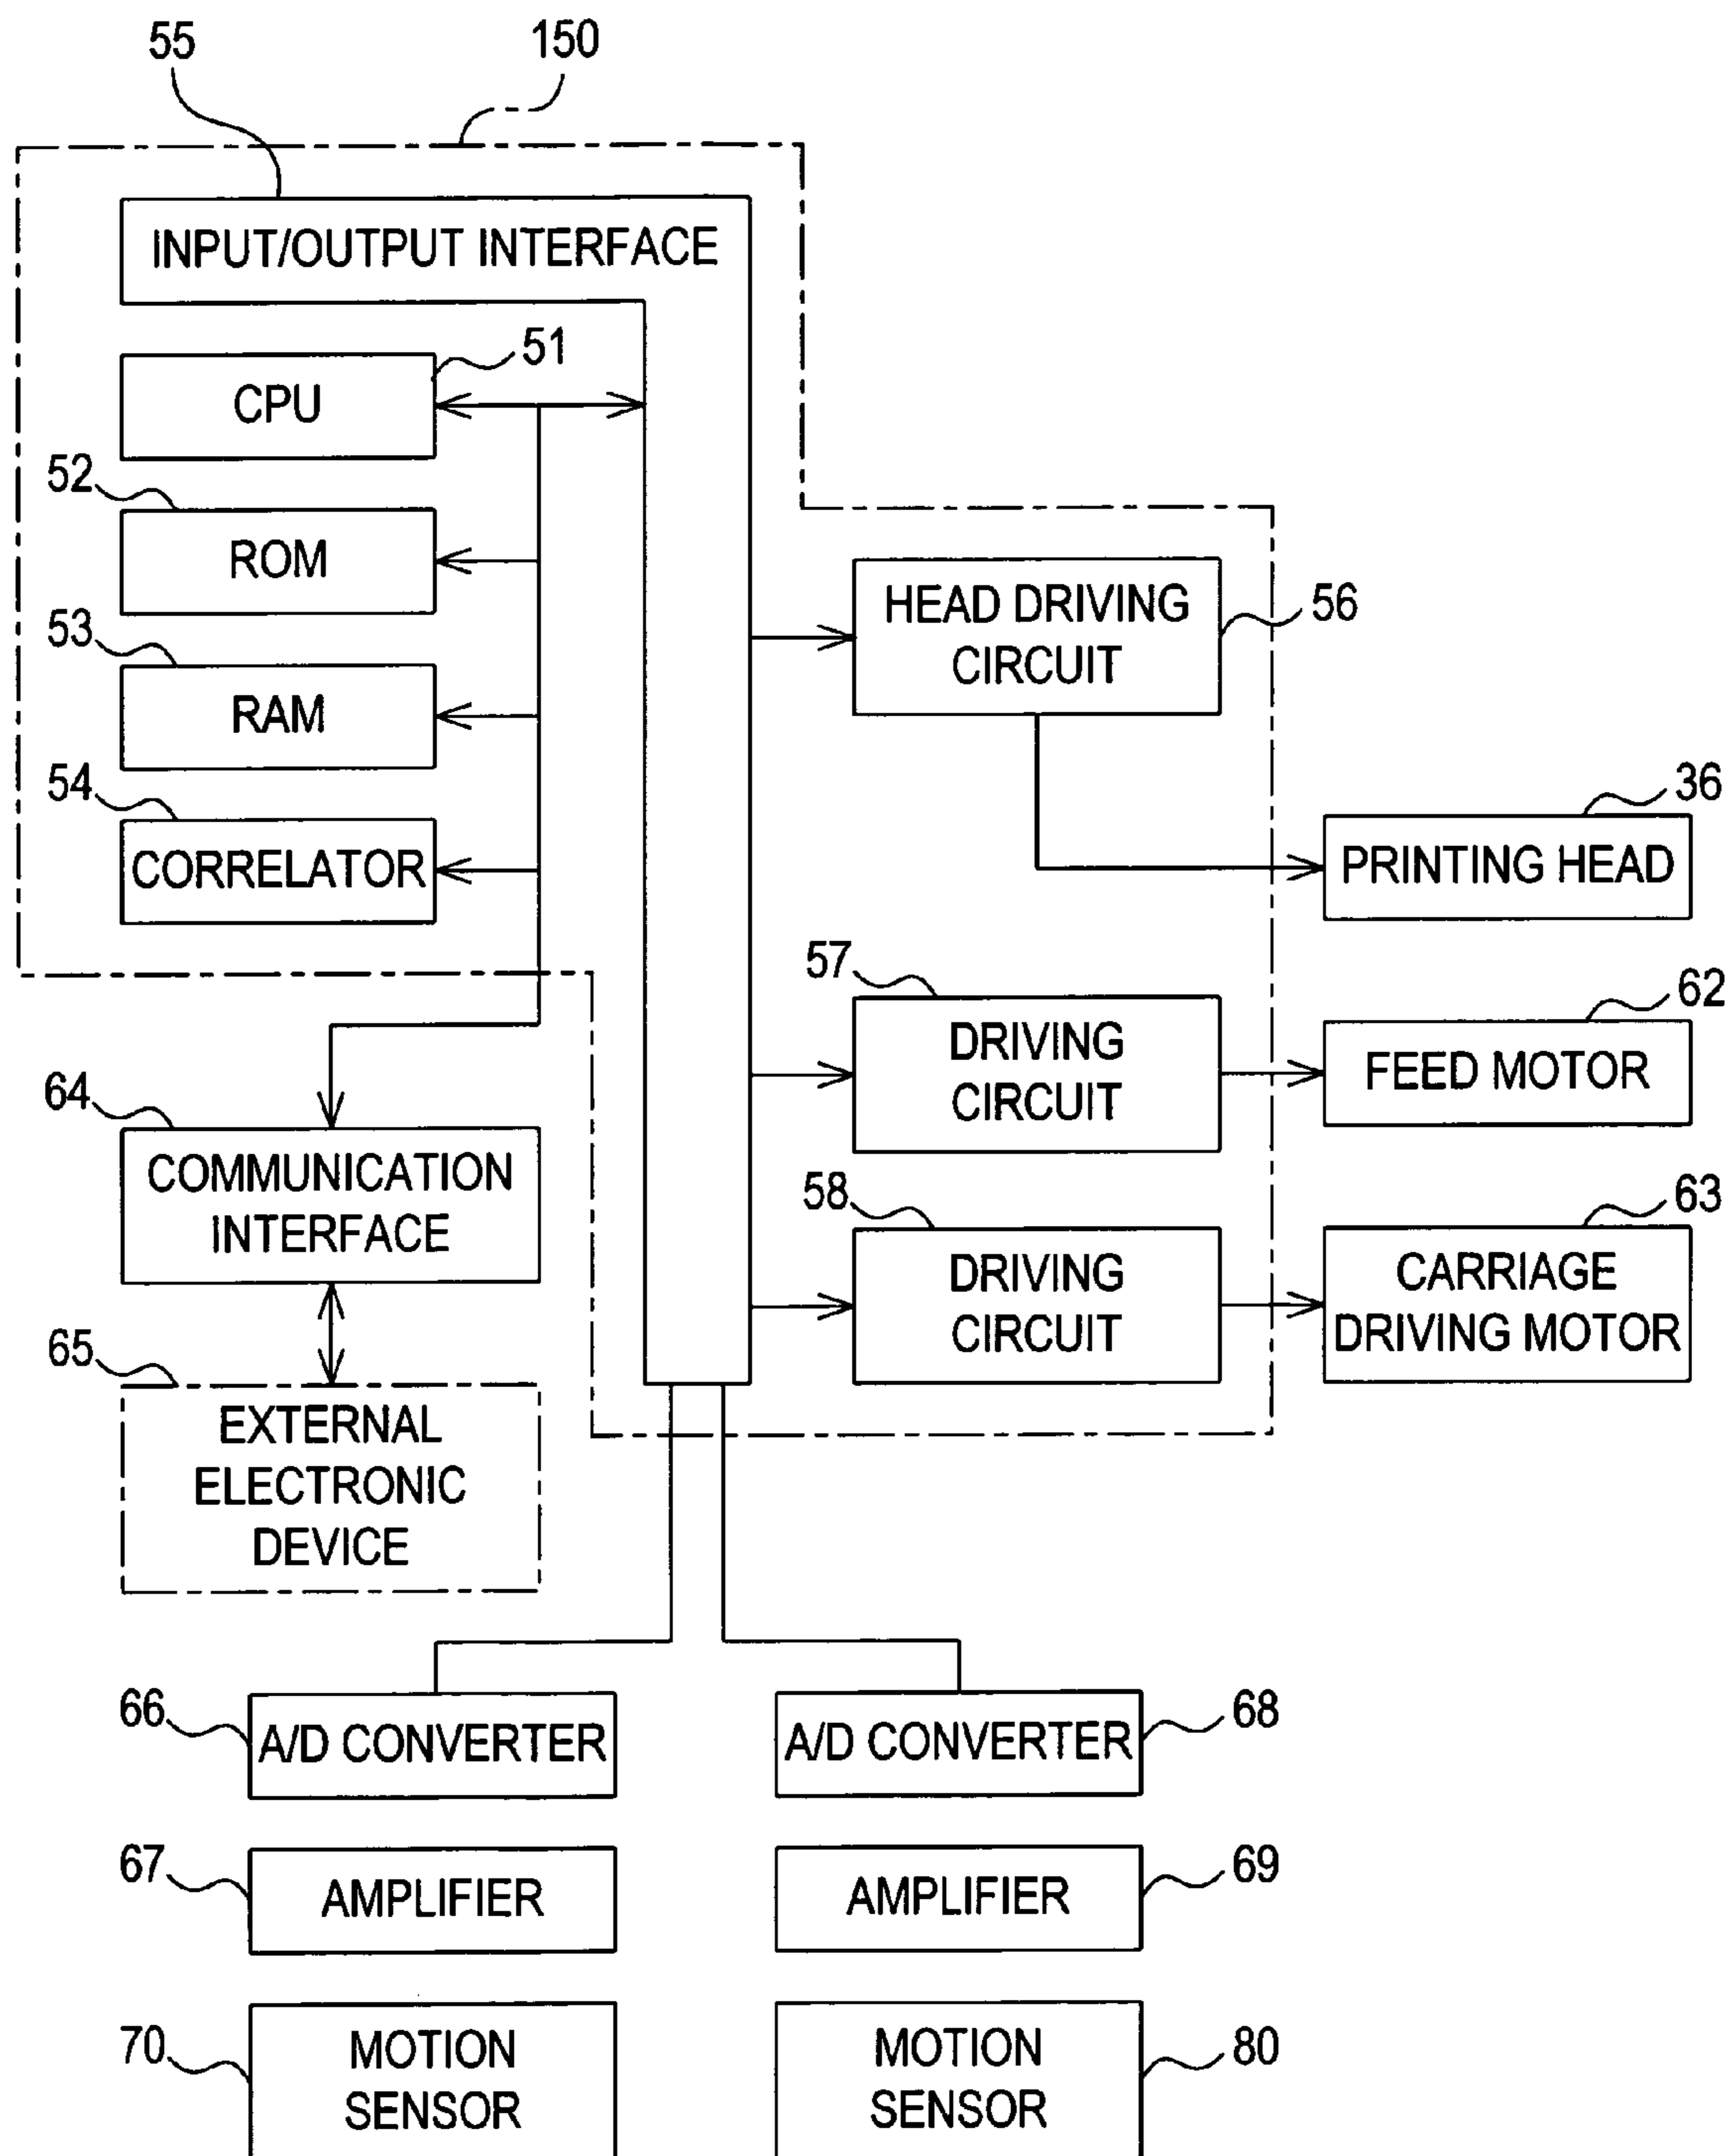 55
150
INPUT/OUTPUT INTERFACE
51
CPU
52
ROM
53
RAM
54
CORRELATOR
HEAD DRIVING
CIRCUIT
56
36
PRINTING HEAD
57
DRIVING
CIRCUIT
62
FEED MOTOR
64
COMMUNICATION
INTERFACE
58
DRIVING
CIRCUIT
63
CARRIAGE
DRIVING MOTOR
65
EXTERNAL
ELECTRONIC
DEVICE
66
A/D CONVERTER
A/D CONVERTER
68
67
AMPLIFIER
AMPLIFIER
69
70
MOTION
SENSOR
MOTION
SENSOR
80